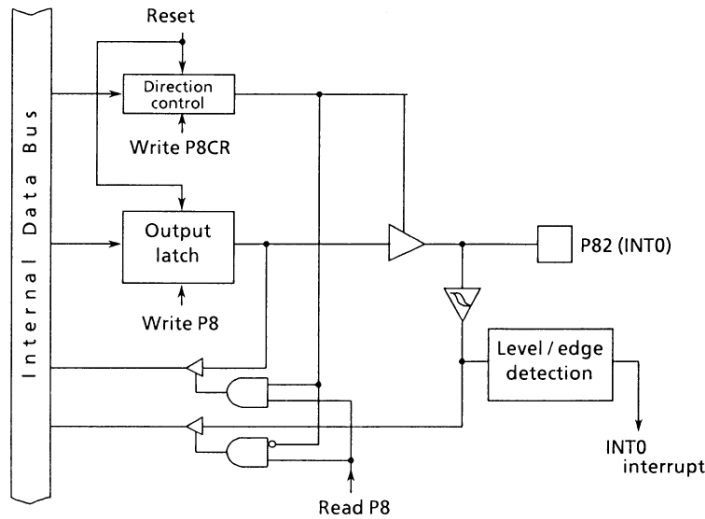 Reset
Internal Data Bus
Direction
control
Write P8CR
Output
latch
P82 (INT0)
Write P8
Level / edge
detection
INT0
interrupt
Read P8